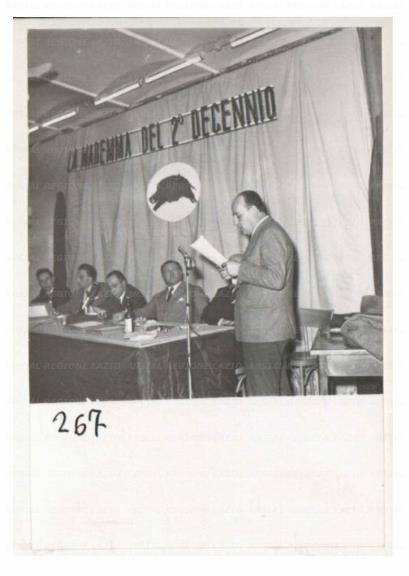 LA MAREMMA DEL 2° DECENNIO
267